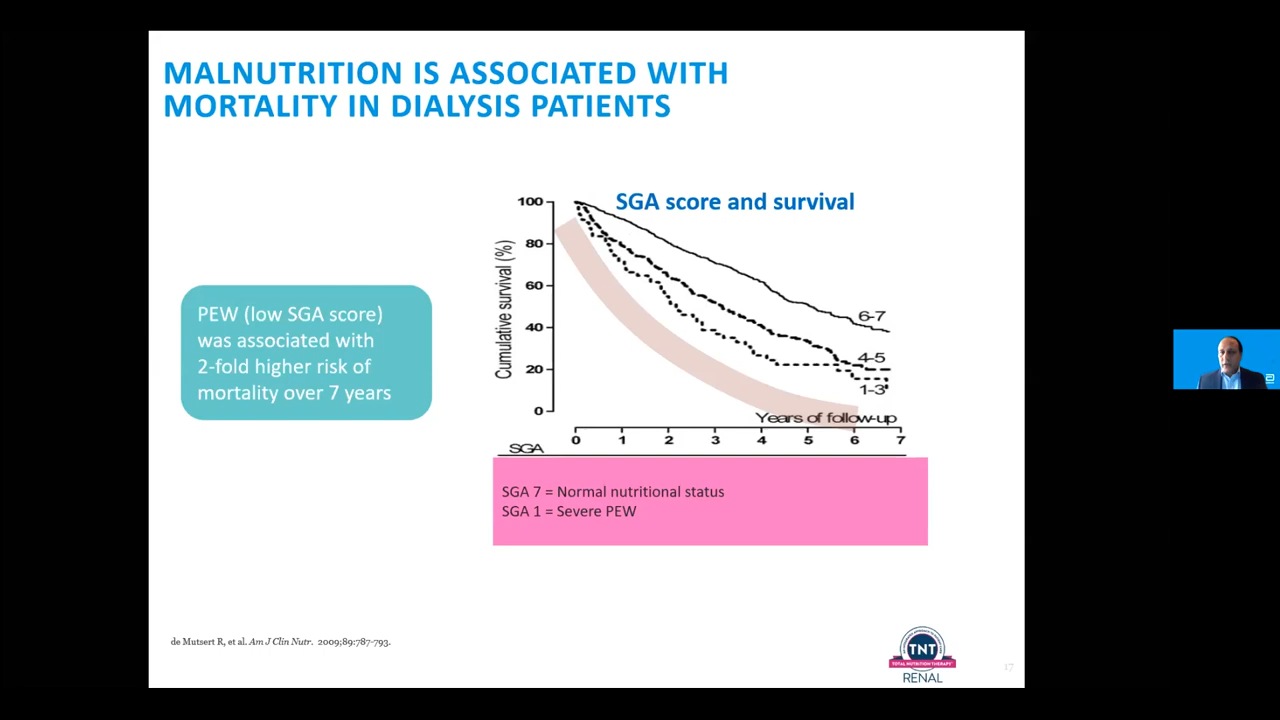 MALNUTRITION IS ASSOCIATED WITH
MORTALITY IN DIALYSIS PATIENTS
PEW (low SGA score)
was associated with
2-fold higher risk of
mortality over 7 years
SGA score and survival
Cumulative survival (%)
100
80
60
40
20
0
6-7
4-5
1-3
Years of follow-up
0 1 2 3 4 5 6 7
SGA
SGA 7 = Normal nutritional status
SGA 1 = Severe PEW
de Mutsert R, et al. Am J Clin Nutr. 2009;89:787-793.
TNT
TOTAL NUTRITION THERAPY
RENAL
17